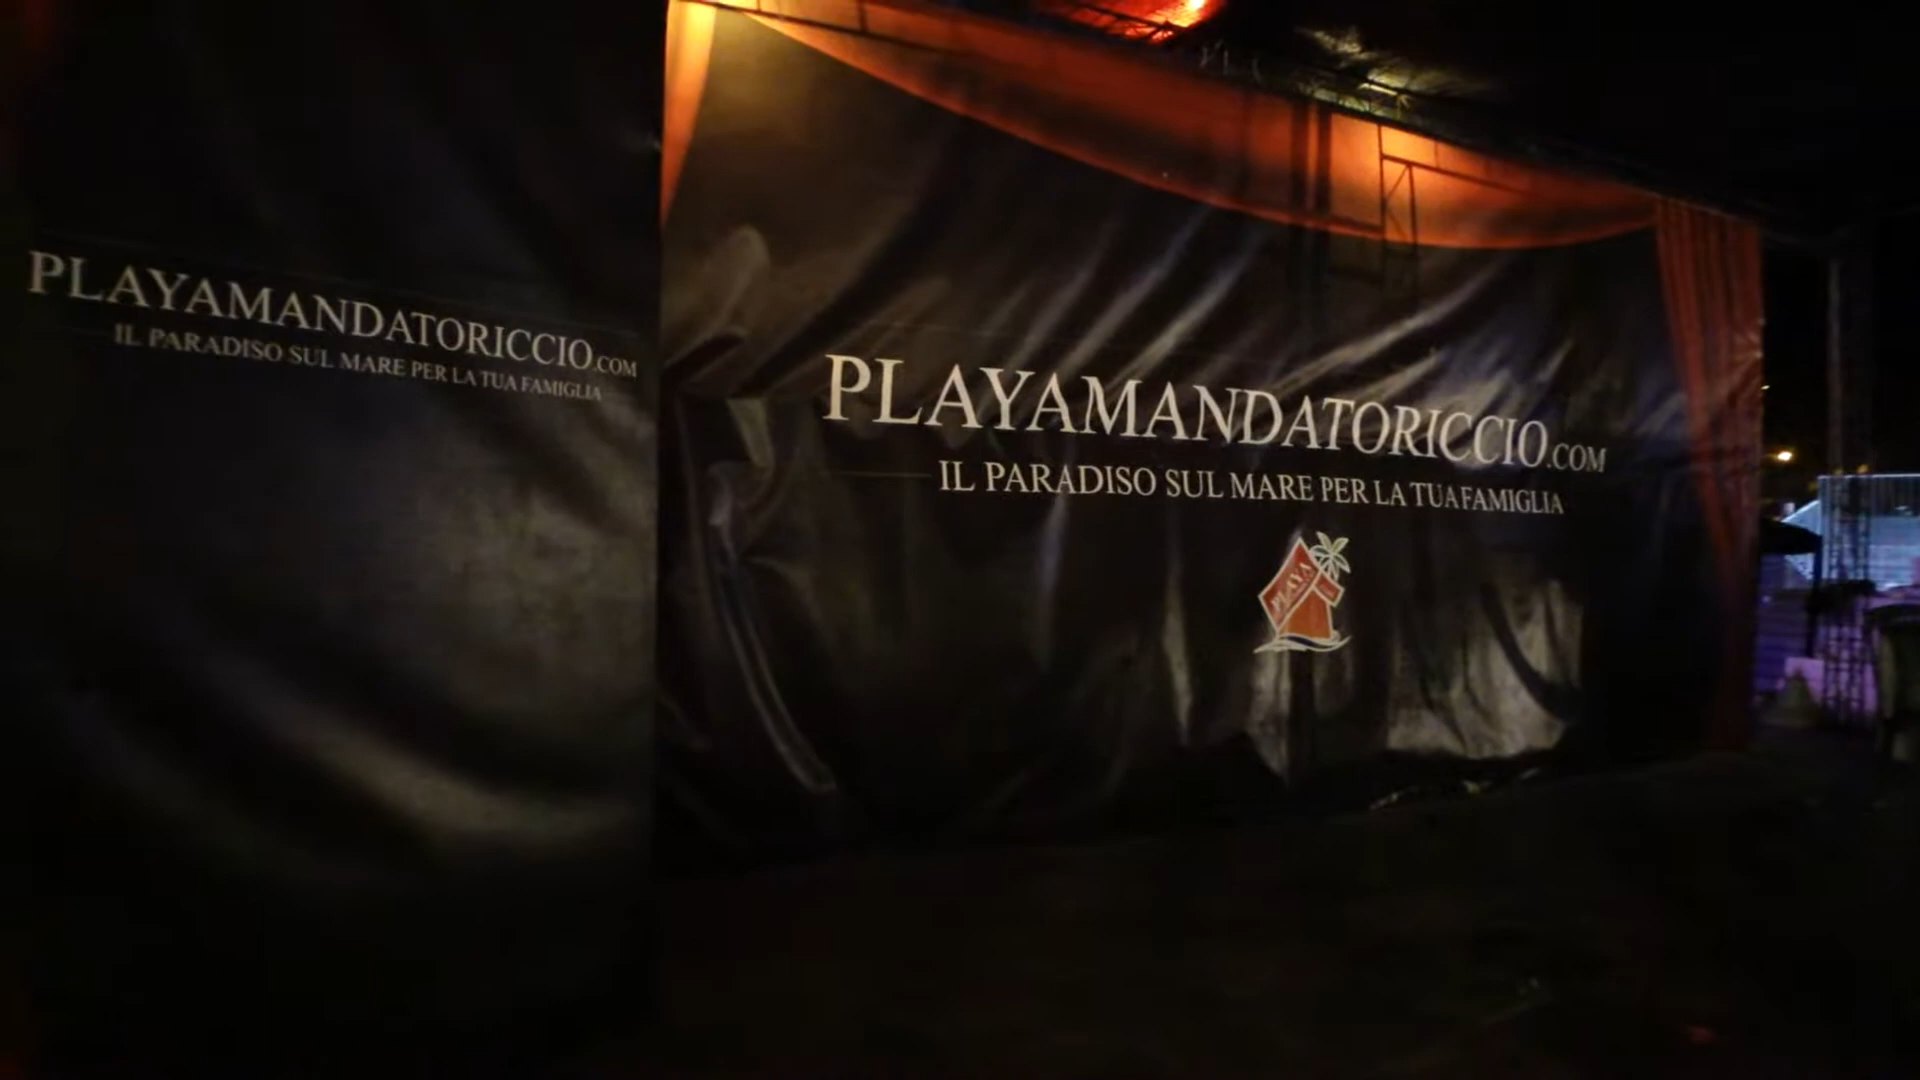 PLAYAMANDATORICCIO.COM
IL PARADISO SUL MARE PER LA TUA FAMIGLIA
PLAYAMANDATORICCIO.COM
IL PARADISO SUL MARE PER LA TUA FAMIGLIA
PLAYA